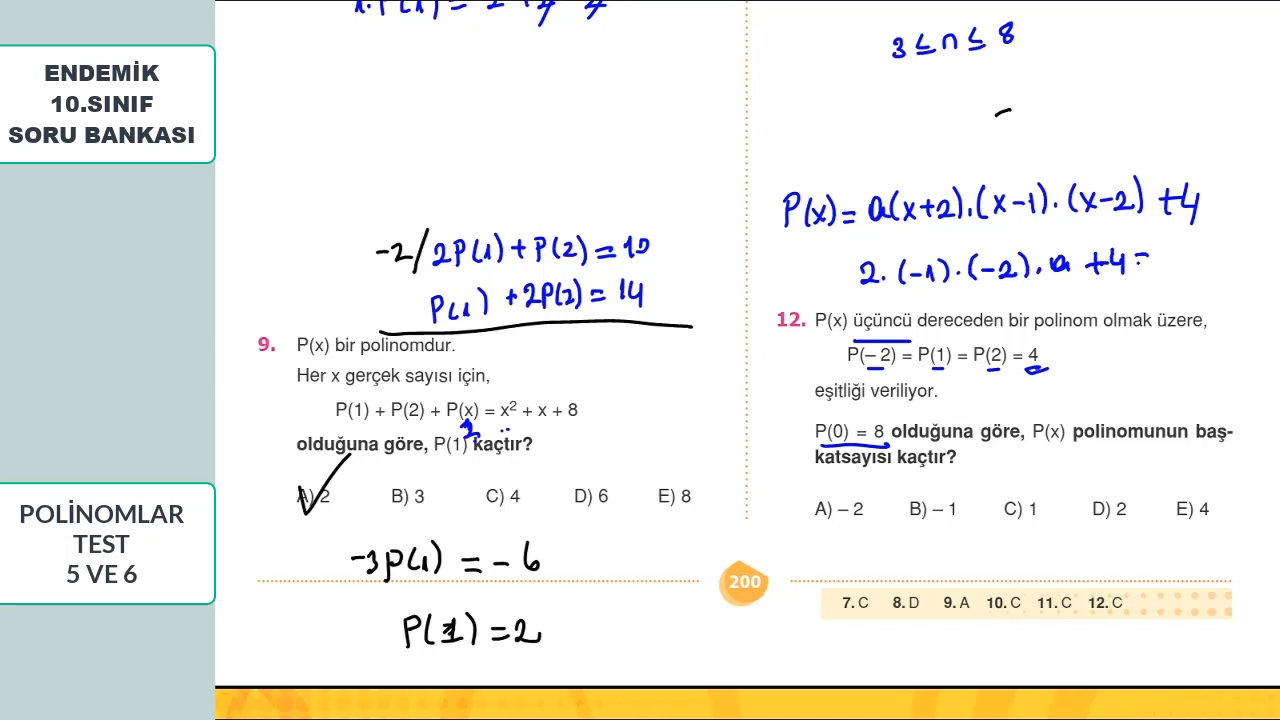 ENDEMİK
10.SINIF
SORU BANKASI
POLİNOMLAR
TEST
5 VE 6
-2/ 2P(1) + P(2) = 10
P(1) + 2P(2) = 14
9. P(x) bir polinomdur.
Her x gerçek sayısı için,
P(1) + P(2) + P(x) = x² + x + 8
2
olduğuna göre, P(1) kaçtır?
A) 2 B) 3 C) 4 D) 6 E) 8
-3P(1) = -6
P(1) = 2
3 ≤ n ≤ 8
P(x) = a(x+2).(x-1).(x-2) +4
2.(-1).(-2).a +4 =
12. P(x) üçüncü dereceden bir polinom olmak üzere,
P(– 2) = P(1) = P(2) = 4
eşitliği veriliyor.
P(0) = 8 olduğuna göre, P(x) polinomunun baş-
katsayısı kaçtır?
A) – 2 B) – 1 C) 1 D) 2 E) 4
200
7. C 8. D 9. A 10. C 11. C 12. C